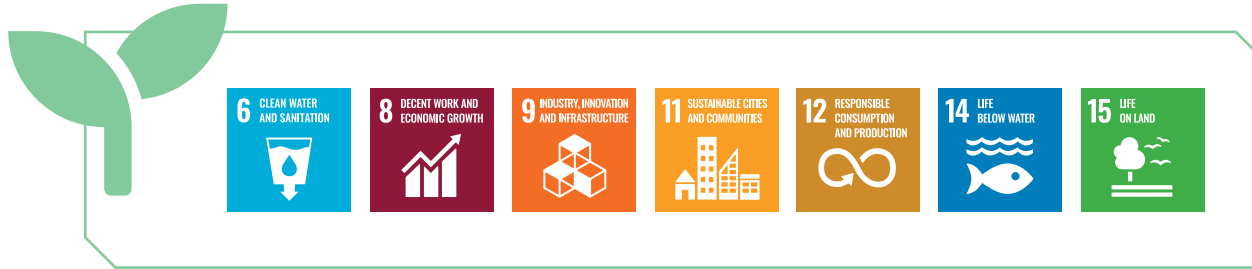 6 CLEAN WATER
AND SANITATION
8 DECENT WORK AND
ECONOMIC GROWTH
9 INDUSTRY, INNOVATION
AND INFRASTRUCTURE
11 SUSTAINABLE CITIES
AND COMMUNITIES
12 RESPONSIBLE
CONSUMPTION
AND PRODUCTION
14 LIFE
BELOW WATER
15 LIFE
ON LAND